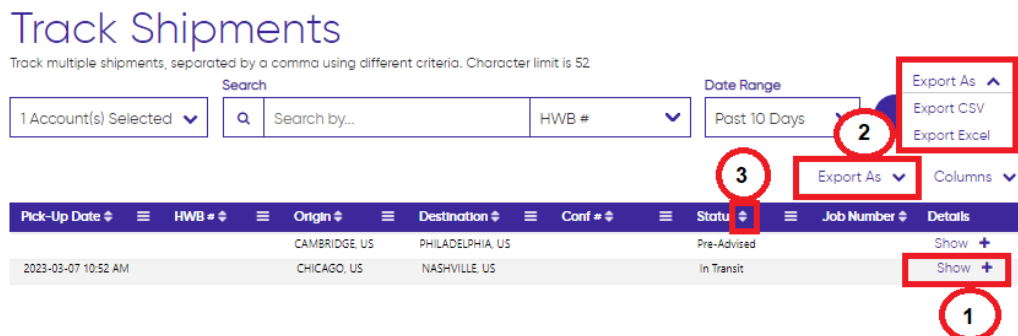 Track Shipments
Track multiple shipments, separated by a comma using different criteria. Character limit is 52
Search
Date Range
Export As
1 Account(s) Selected
Search by...
HWB #
Past 10 Days
Export CSV
Export Excel
2
3
Export As
Columns
Pick-Up Date
HWB #
Origin
Destination
Conf #
Statu
Job Number
Details
CAMBRIDGE, US
PHILADELPHIA, US
Pre-Advised
Show +
2023-03-07 10:52 AM
CHICAGO, US
NASHVILLE, US
In Transit
Show +
1